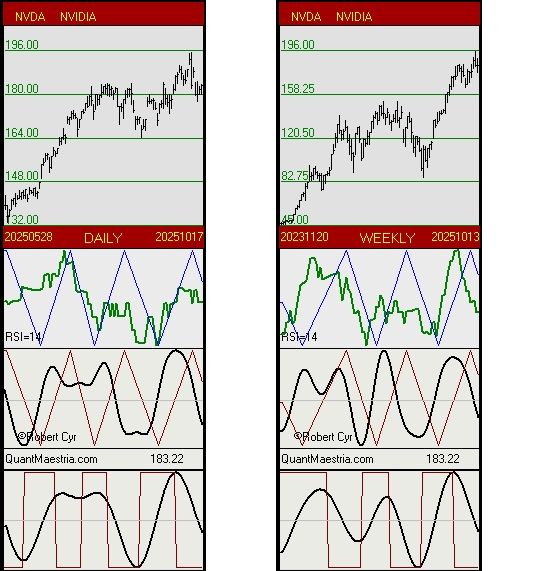 NVDA NVIDIA
196.00
180.00
164.00
148.00
132.00
20250528 DAILY 20251017
RSI=14
©Robert Cyr
QuantMaestria.com 183.22
NVDA NVIDIA
196.00
158.25
120.50
82.75
45.00
20231120 WEEKLY 20251013
RSI=14
©Robert Cyr
QuantMaestria.com 183.22